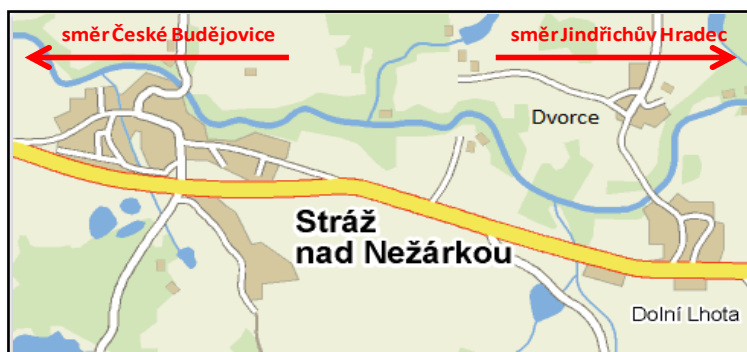 směr České Budějovice
směr Jindřichův Hradec
Dvorce
Stráž
nad Nežárkou
Dolní Lhota